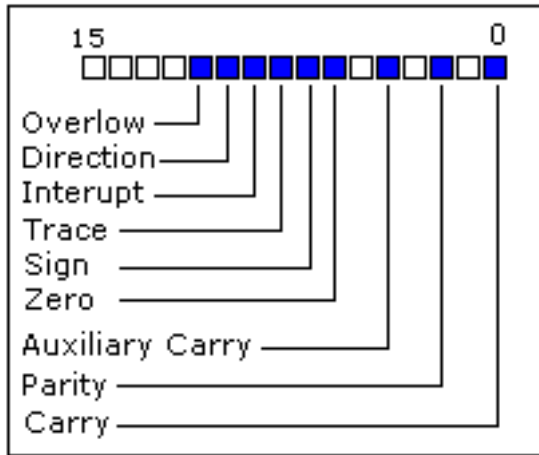 15 0
Overlow
Direction
Interupt
Trace
Sign
Zero
Auxiliary Carry
Parity
Carry